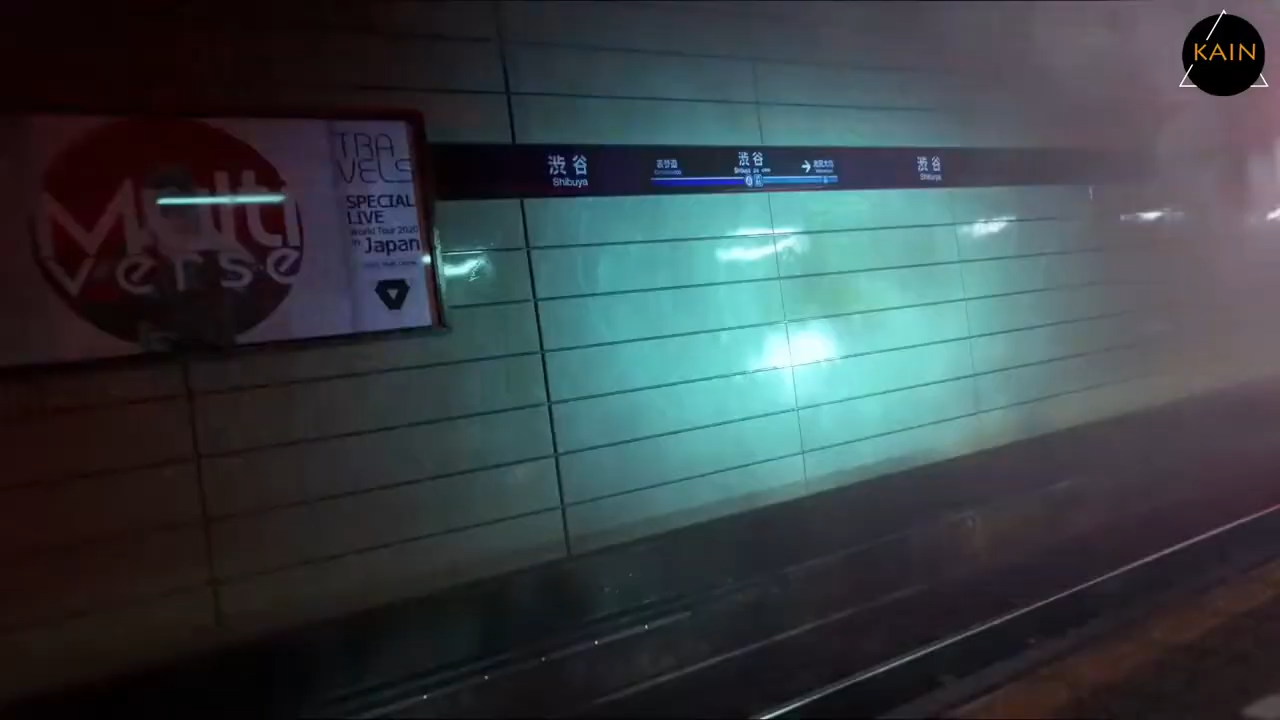 KAIN
Multi
verse
TRA
VELS
SPECIAL
LIVE
World Tour 2020
in Japan
渋谷
Shibuya
渋谷
渋谷
Shibuya